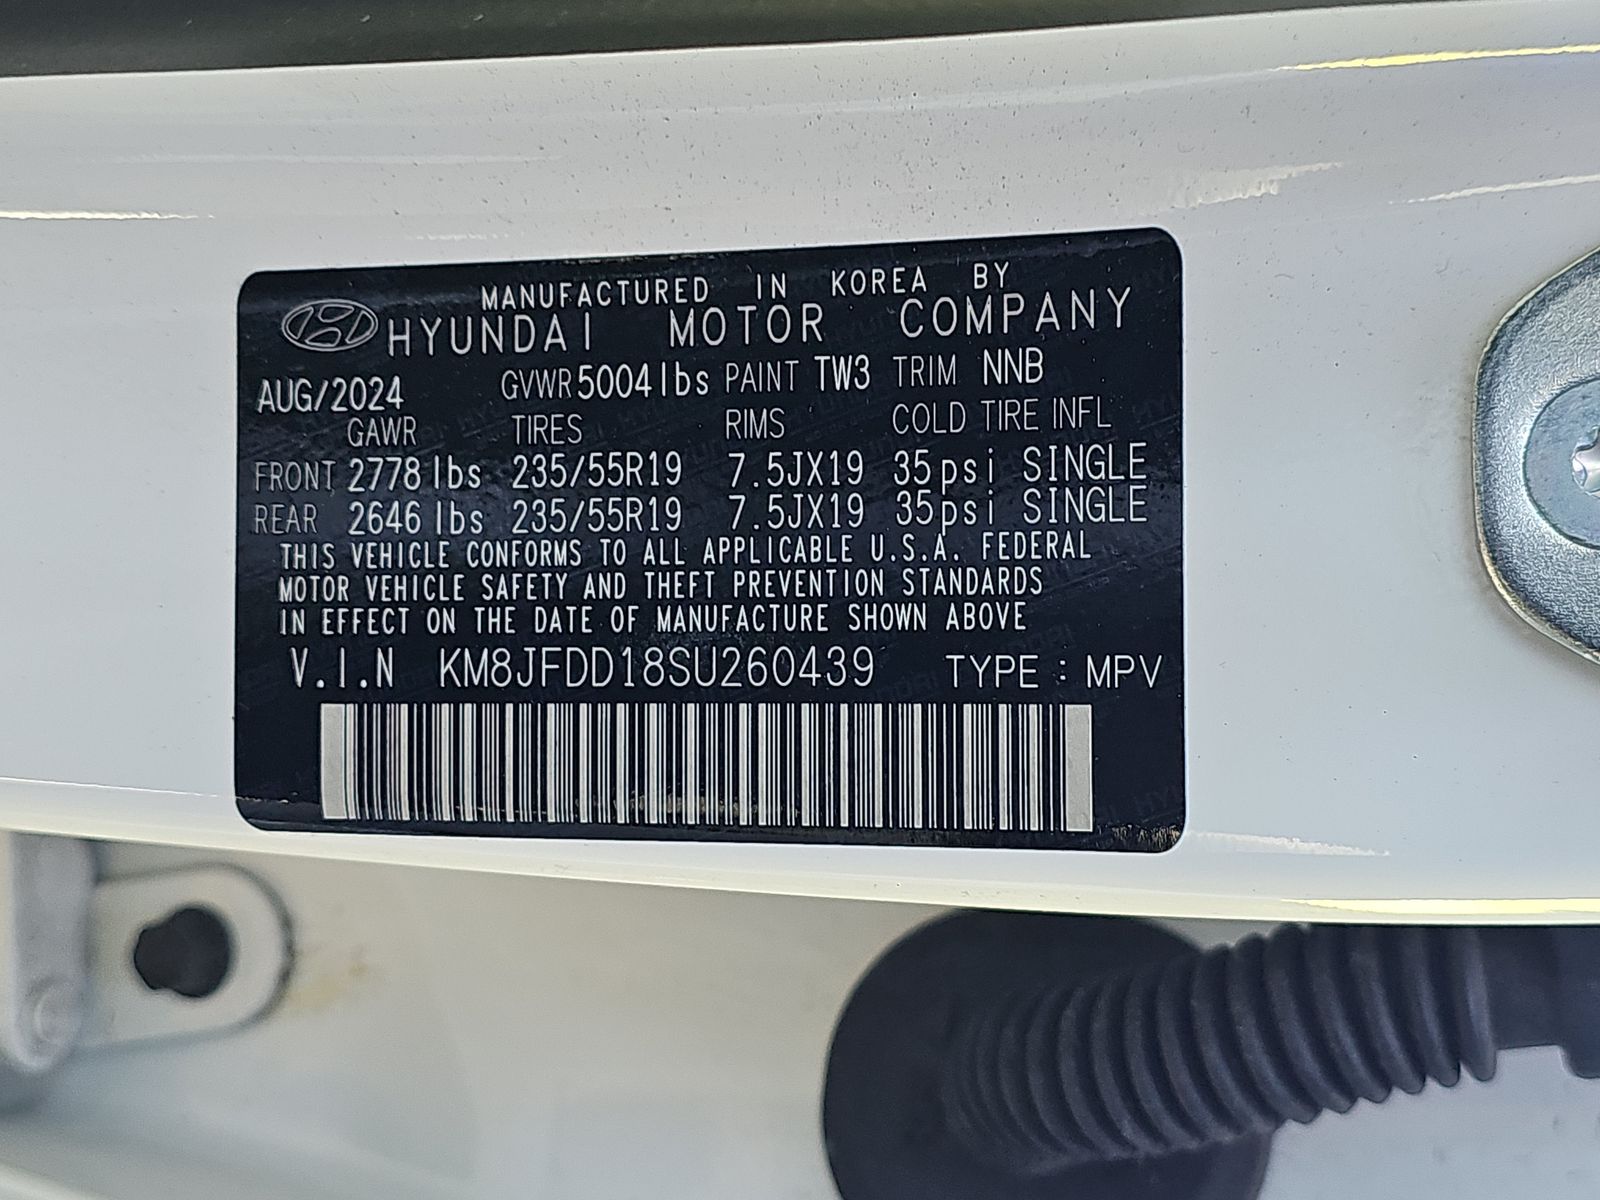 MANUFACTURED IN KOREA BY
HYUNDAI MOTOR COMPANY
AUG/2024 GVWR 5004 lbs PAINT TW3 TRIM NNB
GAWR TIRES RIMS COLD TIRE INFL
FRONT 2778 lbs 235/55R19 7.5JX19 35psi SINGLE
REAR 2646 lbs 235/55R19 7.5JX19 35psi SINGLE
THIS VEHICLE CONFORMS TO ALL APPLICABLE U.S.A. FEDERAL
MOTOR VEHICLE SAFETY AND THEFT PREVENTION STANDARDS
IN EFFECT ON THE DATE OF MANUFACTURE SHOWN ABOVE
V.I.N KM8JFDD18SU260439 TYPE : MPV